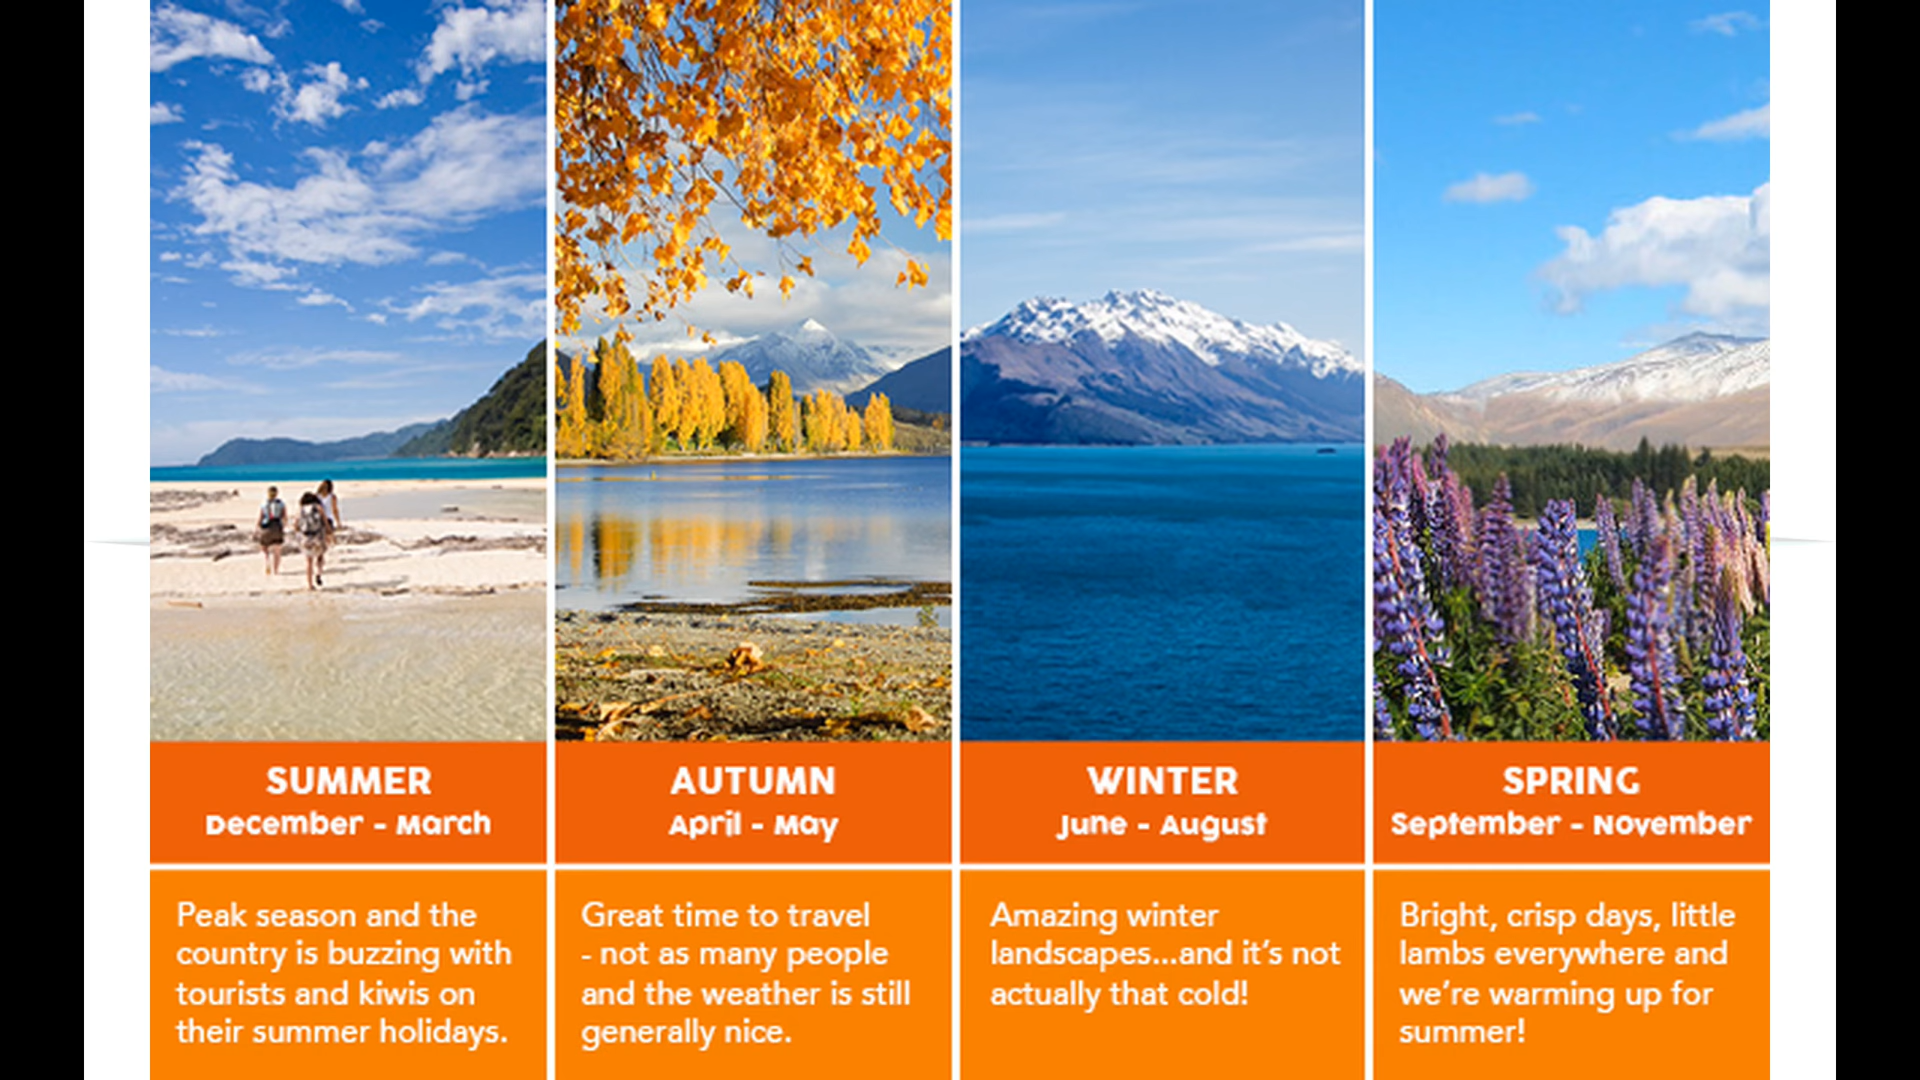 SUMMER
December - March
Peak season and the
country is buzzing with
tourists and kiwis on
their summer holidays.
AUTUMN
April - May
Great time to travel
- not as many people
and the weather is still
generally nice.
WINTER
June - August
Amazing winter
landscapes...and it's not
actually that cold!
SPRING
September - November
Bright, crisp days, little
lambs everywhere and
we're warming up for
summer!